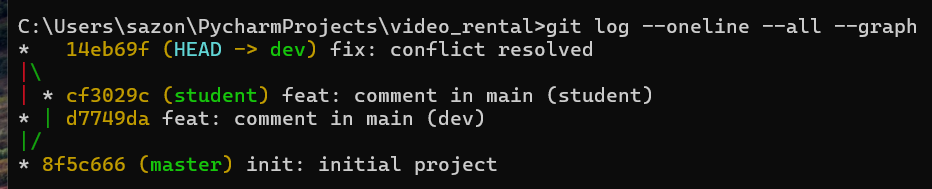 C:\Users\sazon\PycharmProjects\video_rental>git log --oneline --all --graph
*   14eb69f (HEAD -> dev) fix: conflict resolved
|\
| * cf3029c (student) feat: comment in main (student)
* | d7749da feat: comment in main (dev)
|/
* 8f5c666 (master) init: initial project